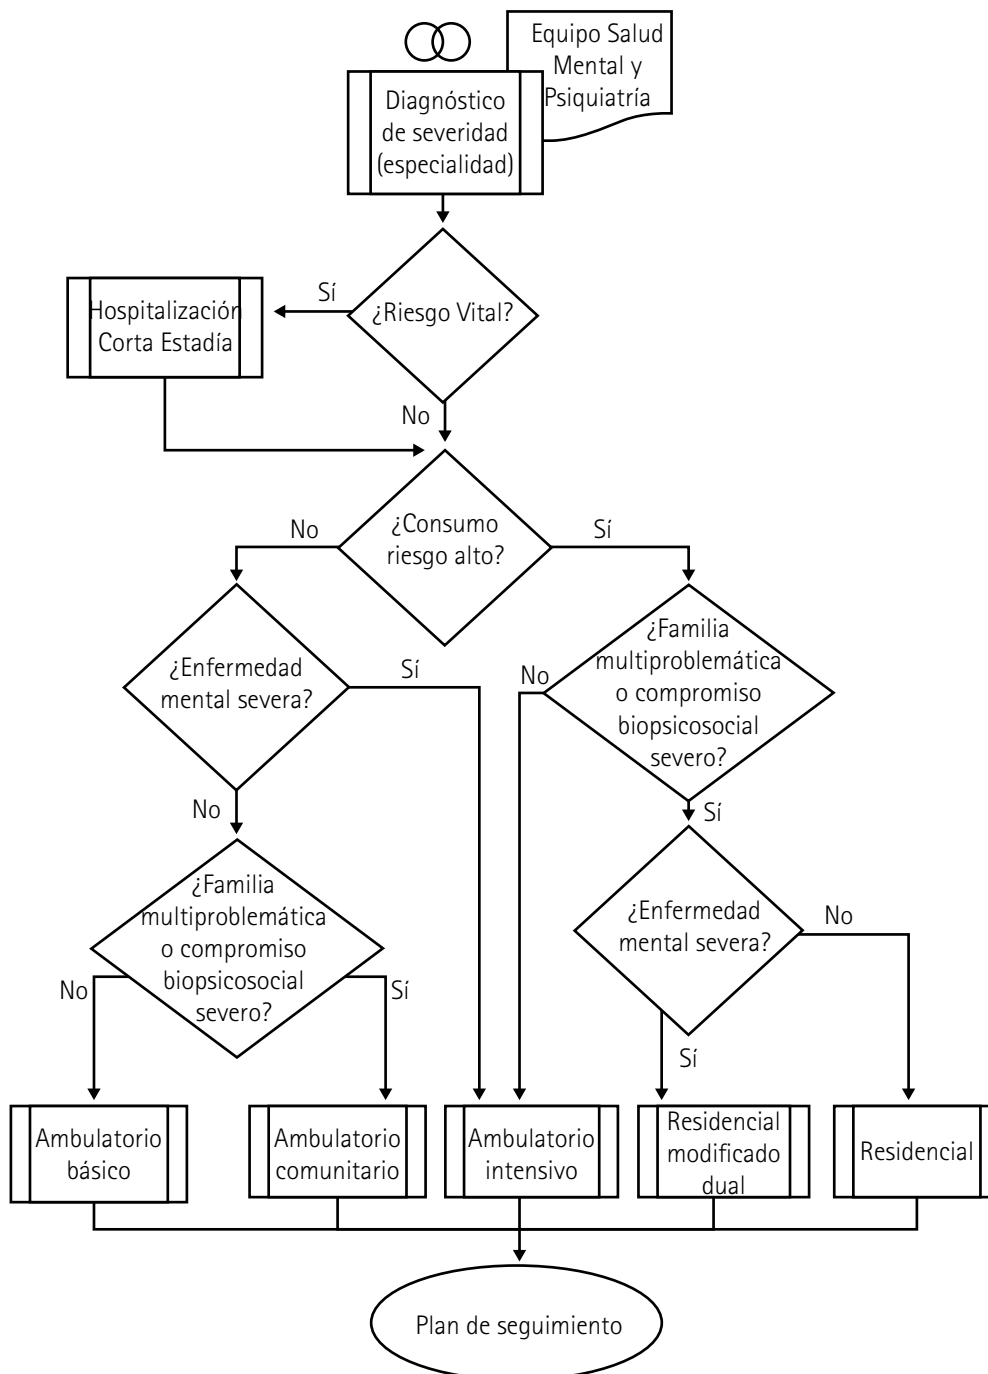 Equipo Salud
Mental y
Psiquiatría
Diagnóstico
de severidad
(especialidad)
¿Riesgo Vital?
Sí
Hospitalización
Corta Estadía
No
¿Consumo
riesgo alto?
No
Sí
¿Enfermedad
mental severa?
Sí
No
¿Familia
multiproblemática
o compromiso
biopsicosocial
severo?
No
Sí
¿Familia
multiproblemática
o compromiso
biopsicosocial
severo?
No
Sí
¿Enfermedad
mental severa?
No
Sí
Ambulatorio
básico
Ambulatorio
comunitario
Ambulatorio
intensivo
Residencial
modificado
dual
Residencial
Plan de seguimiento